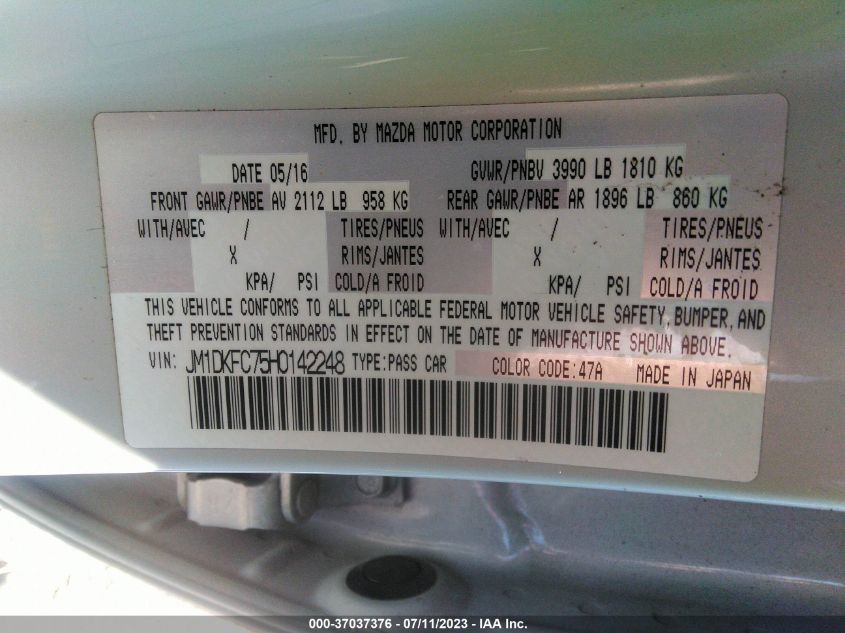 MFD. BY MAZDA MOTOR CORPORATION
DATE 05/16 GVWR/PNBV 3990 LB 1810 KG
FRONT GAWR/PNBE AV 2112 LB 958 KG REAR GAWR/PNBE AR 1896 LB 860 KG
WITH/AVEC / TIRES/PNEUS WITH/AVEC / TIRES/PNEUS
X RIMS/JANTES X RIMS/JANTES
KPA/ PSI COLD/A FROID KPA/ PSI COLD/A FROID
THIS VEHICLE CONFORMS TO ALL APPLICABLE FEDERAL MOTOR VEHICLE SAFETY, BUMPER, AND
THEFT PREVENTION STANDARDS IN EFFECT ON THE DATE OF MANUFACTURE SHOWN ABOVE.
VIN: JM1DKFC75H0142248 TYPE:PASS CAR COLOR CODE:47A MADE IN JAPAN
000-37037376 - 07/11/2023 - IAA Inc.